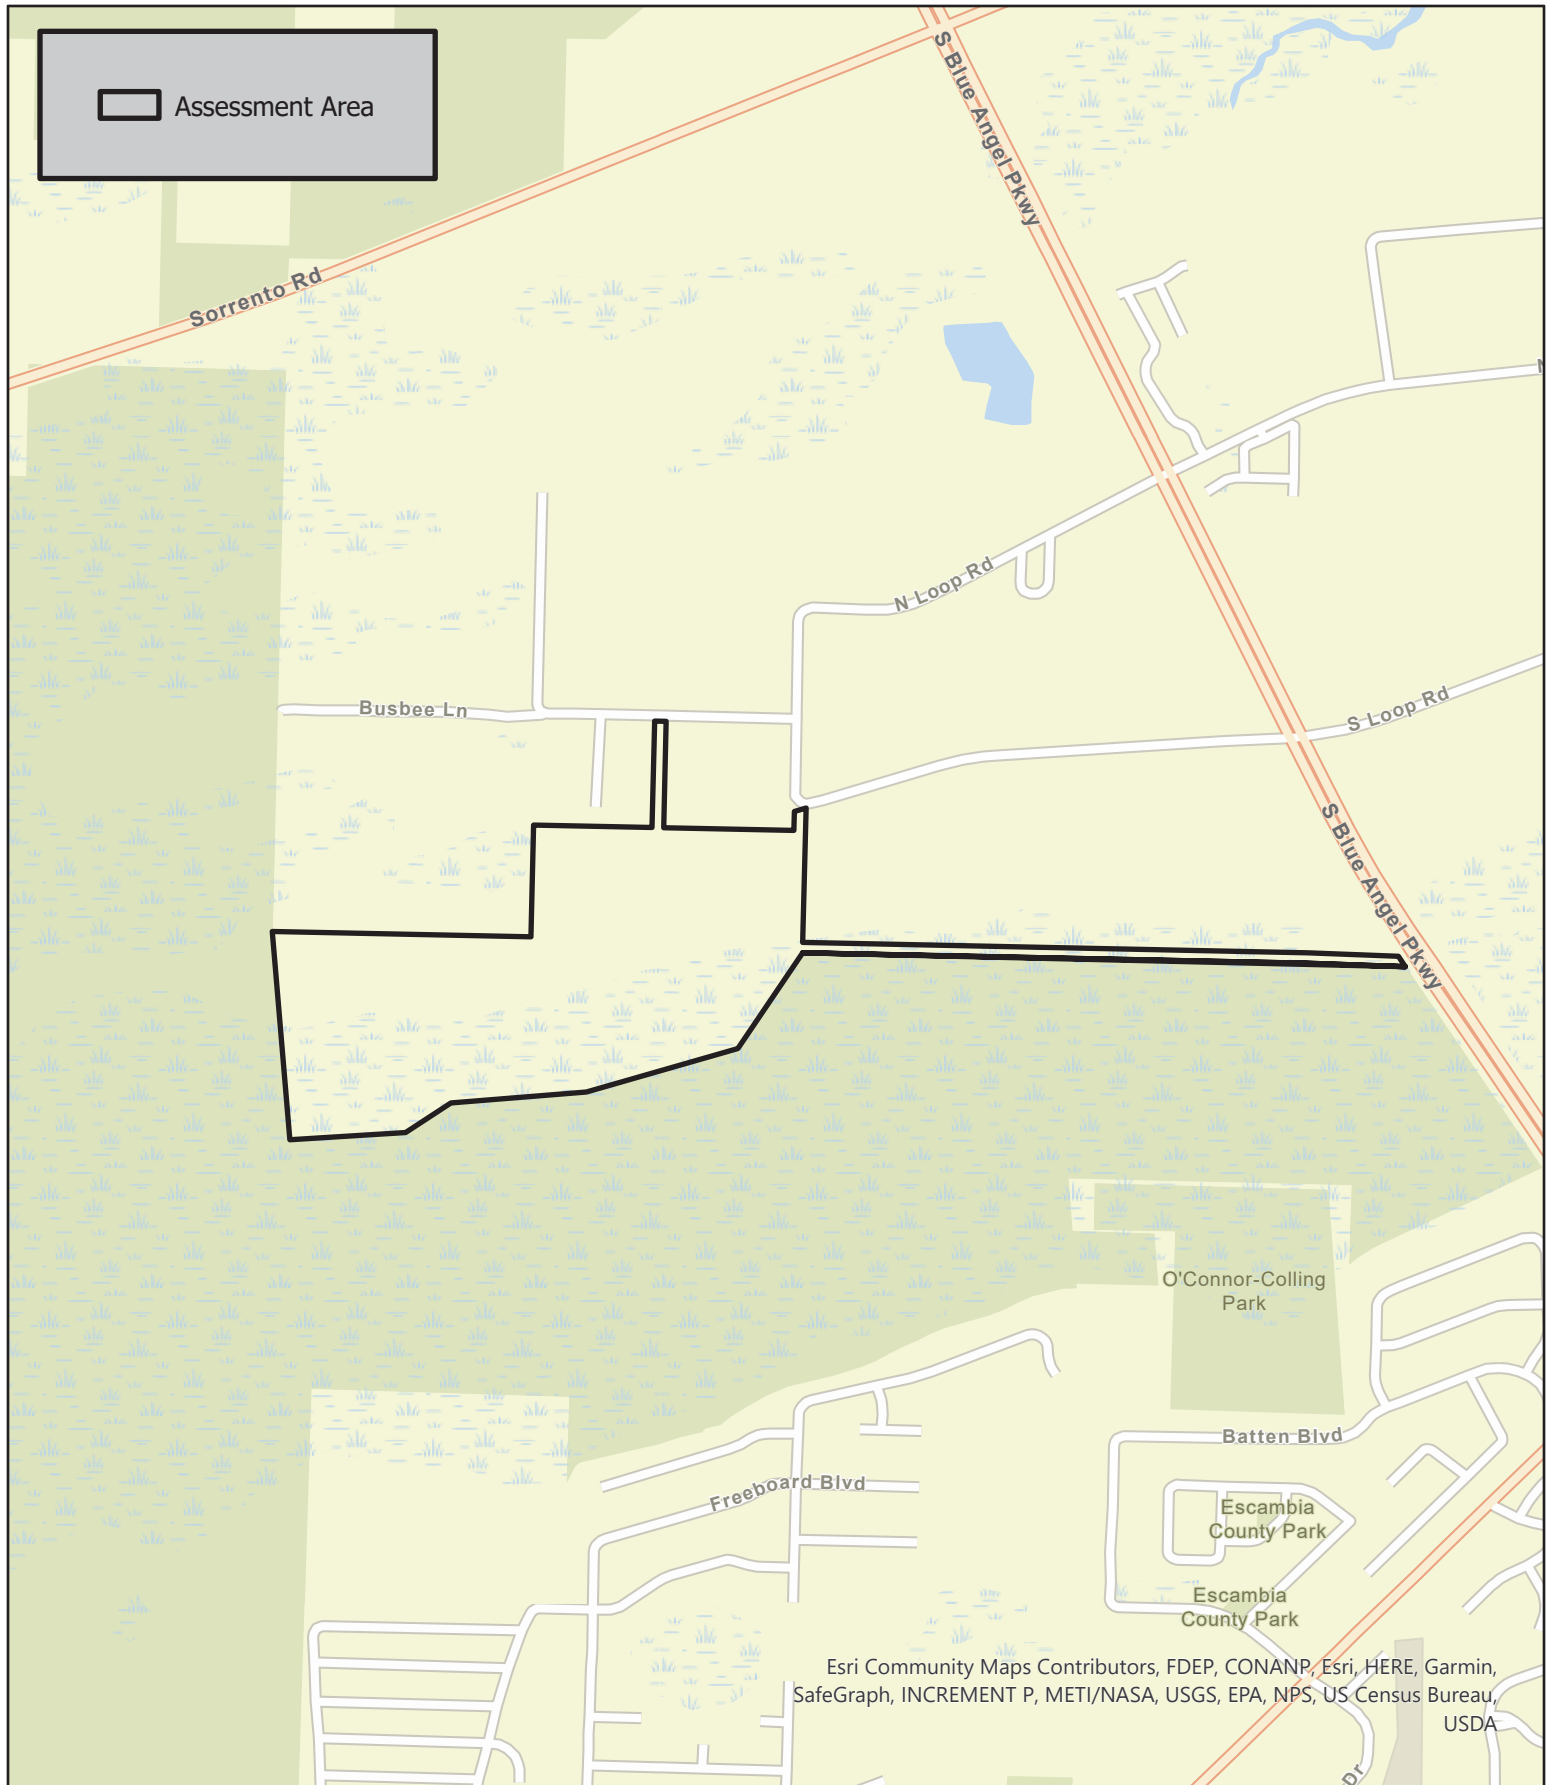 Assessment Area
S Blue Angel Pkwy
Sorrento Rd
N
N Loop Rd
Busbee Ln
S Loop Rd
S Blue Angel Pkwy
O'Connor-Colling
Park
Batten Blvd
Freeboard Blvd
Escambia
County Park
Escambia
County Park
Esri Community Maps Contributors, FDEP, CONANP, Esri, HERE, Garmin,
SafeGraph, INCREMENT P, METI/NASA, USGS, EPA, NPS, US Census Bureau,
USDA
Dr